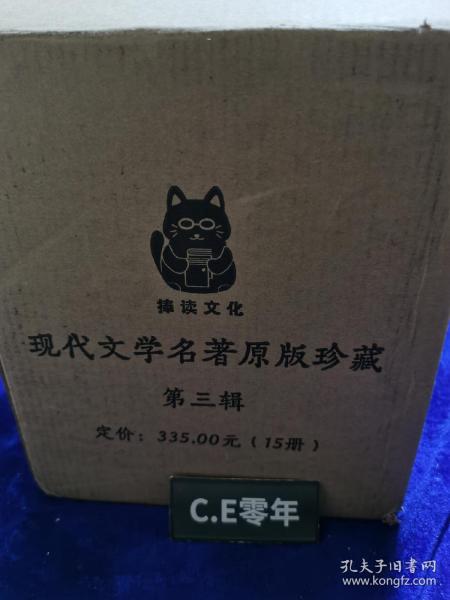 捧读文化
现代文学名著原版珍藏
第三辑
定价：335.00元（15册）
C.E零年
孔夫子旧书网
www.kongfz.com